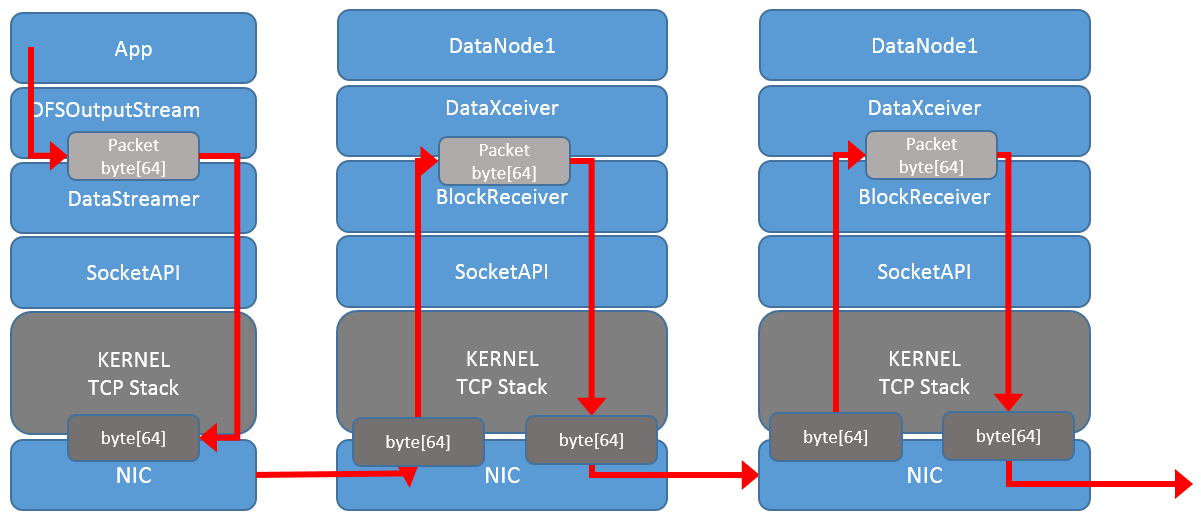 App
DFSOutputStream
Packet
byte[64]
DataStreamer
SocketAPI
KERNEL
TCP Stack
byte[64]
NIC
DataNode1
DataXceiver
Packet
byte[64]
BlockReceiver
SocketAPI
KERNEL
TCP Stack
byte[64]
byte[64]
NIC
DataNode1
DataXceiver
Packet
byte[64]
BlockReceiver
SocketAPI
KERNEL
TCP Stack
byte[64]
byte[64]
NIC